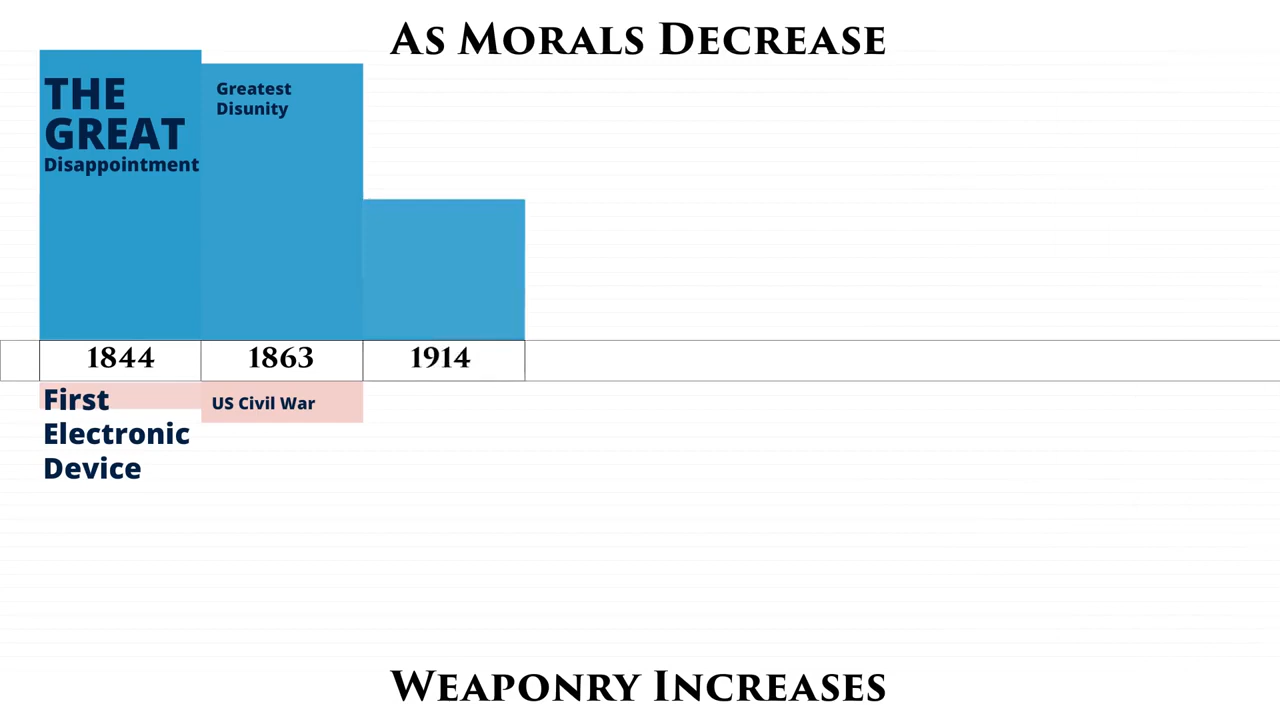 As Morals Decrease
THE
GREAT
Disappointment
Greatest
Disunity
1844
1863
1914
First
Electronic
Device
US Civil War
Weaponry Increases